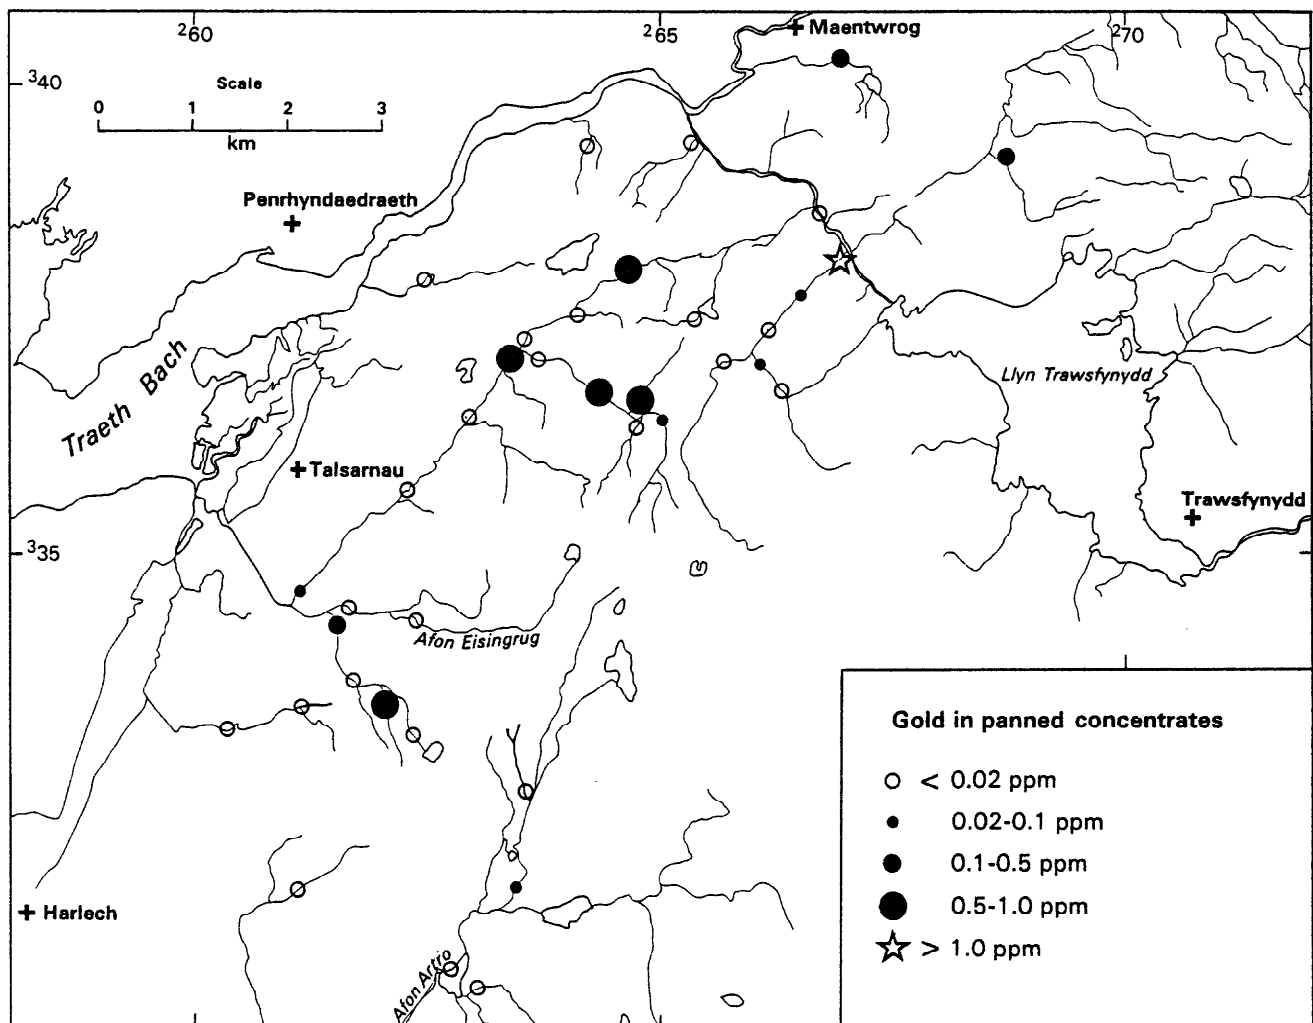 260
265
270
Maentwrog
340
Scale
0 1 2 3
km
Penrhyndaedraeth
Traeth Bach
Llyn Trawsfynydd
Talsarnau
Trawsfynydd
335
Afon Eisingrug
Gold in panned concentrates
< 0.02 ppm
0.02-0.1 ppm
0.1-0.5 ppm
0.5-1.0 ppm
> 1.0 ppm
Harlech
Afon Artro